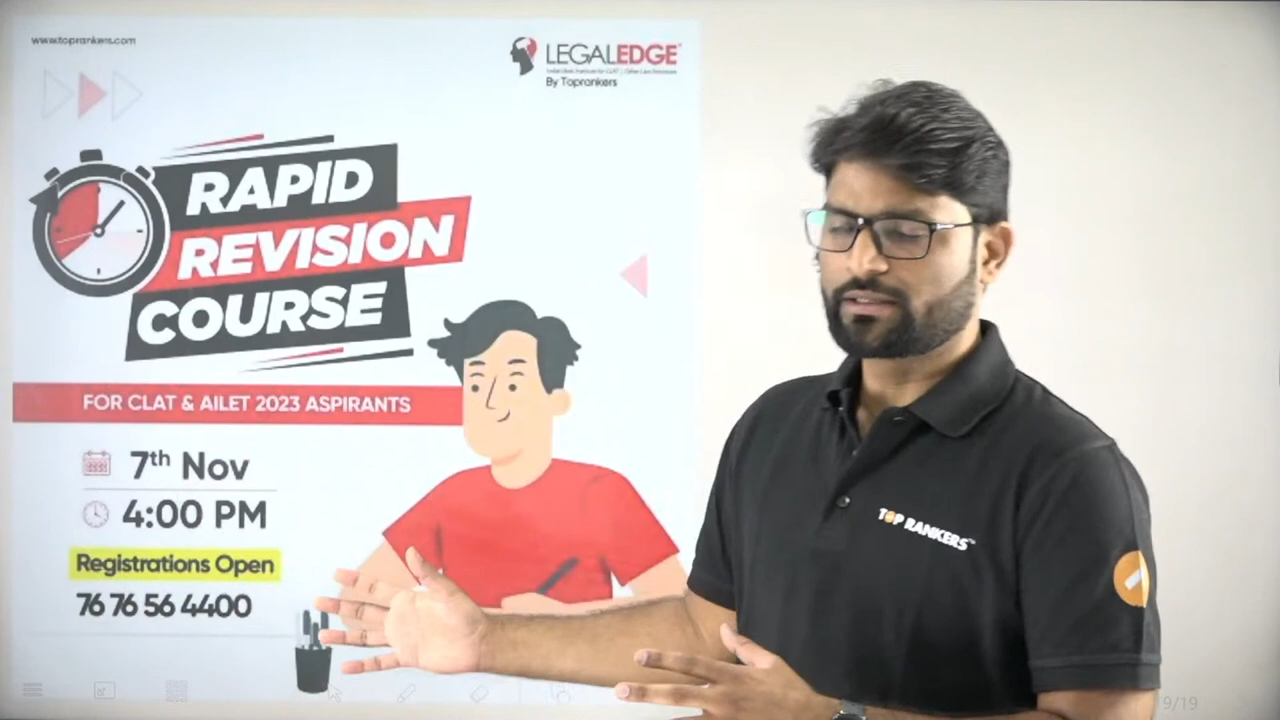 www.toprankers.com
LEGALEDGE
By Toprankers
RAPID
REVISION
COURSE
FOR CLAT & AILET 2023 ASPIRANTS
7th Nov
4:00 PM
Registrations Open
76 76 56 4400
TOP RANKERS™
9/19